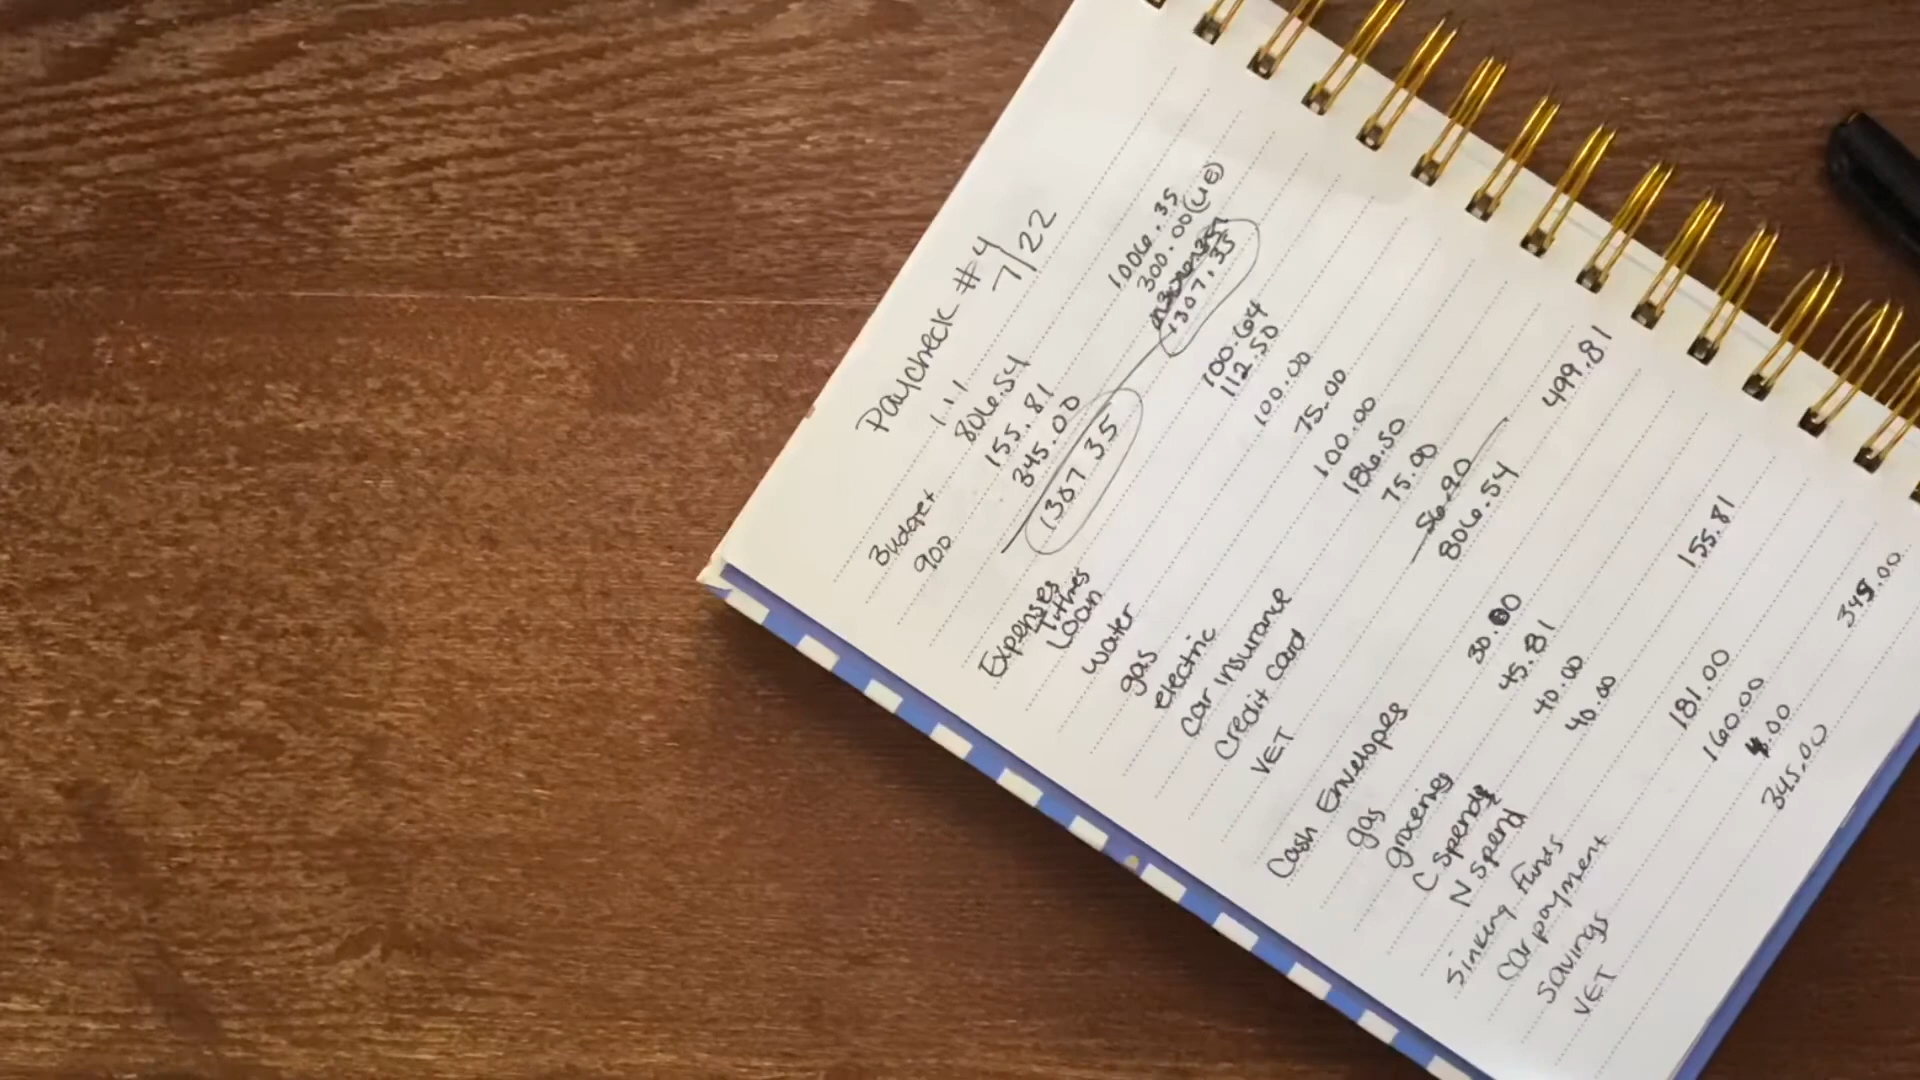 Paycheck #4
7/22
Budget
900
806.54
155.81
345.00
1307 35
1006.35
300.00 (UE)
1307.35
Expenses
Tithes 100.64
Loan 112.50
water 100.00
gas 75.00
electric 100.00
car insurance 186.50
credit card 75.00
VET 56.90
806.54 499.81
Cash Envelopes
gas 30.00
groceries 45.81
C Spend 40.00
N Spend 40.00
155.81
Sinking Funds
car payment 181.00
savings 160.00
VET 4.00
345.00 345.00